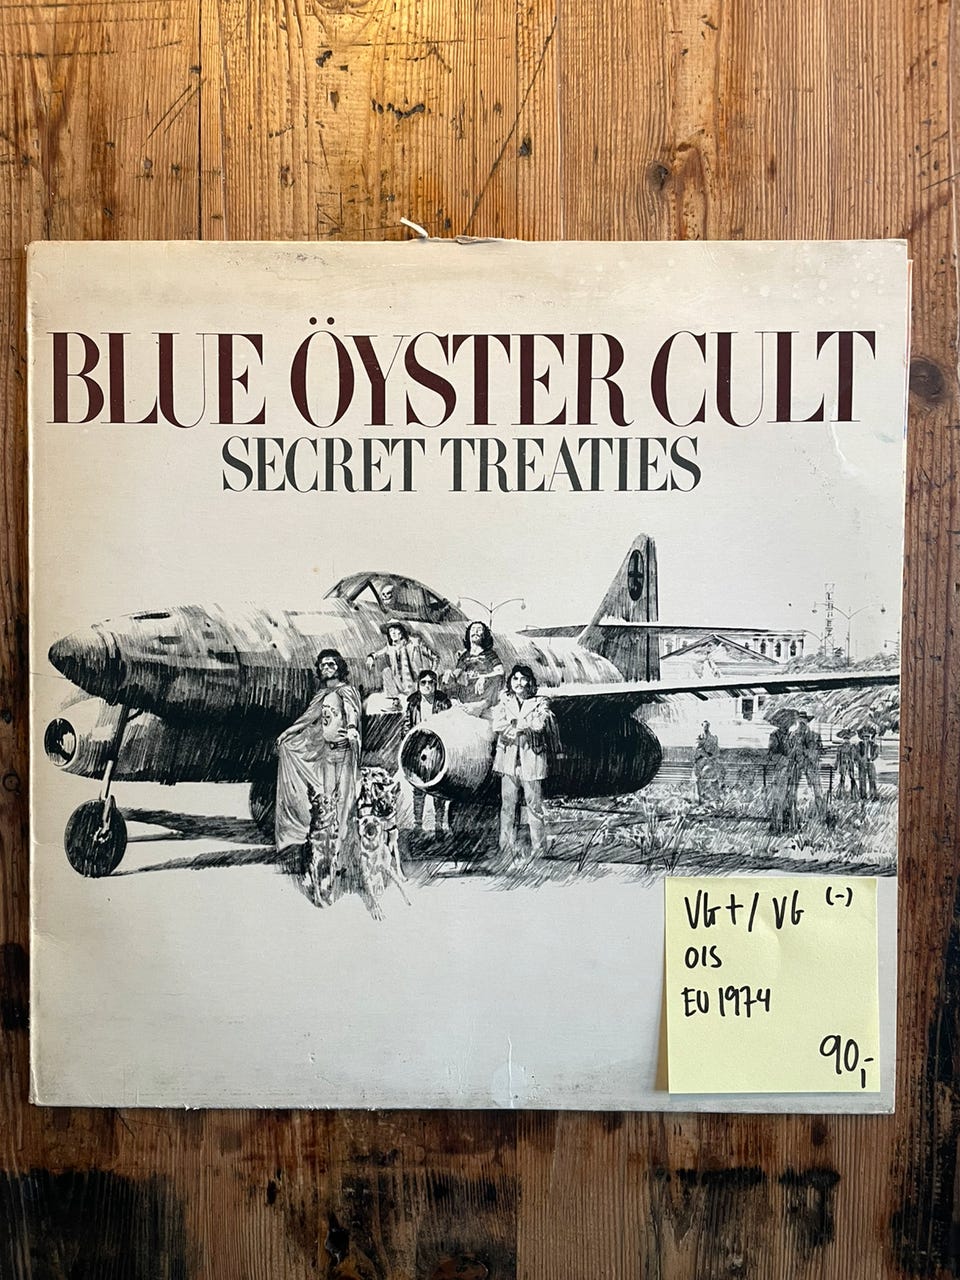 BLUE ÖYSTER CULT
SECRET TREATIES
VG+/VG (-)
OIS
EU 1974
90,-